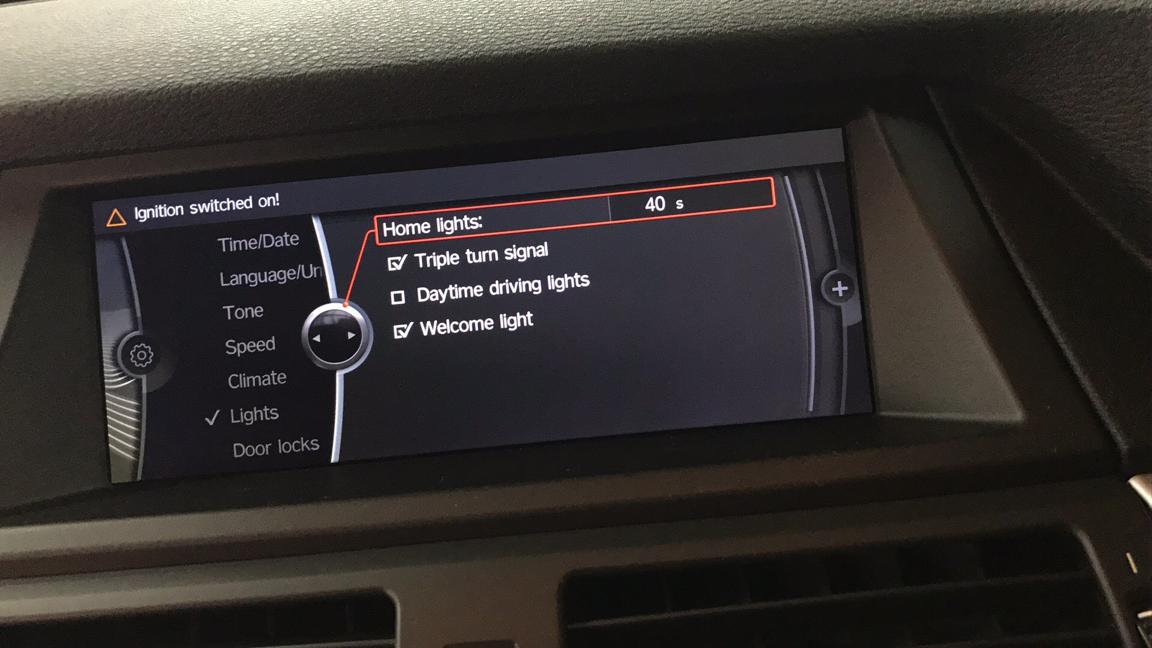 Ignition switched on!
Time/Date
Language/Un
Tone
Speed
Climate
Lights
Door locks
Home lights: 40 s
Triple turn signal
Daytime driving lights
Welcome light